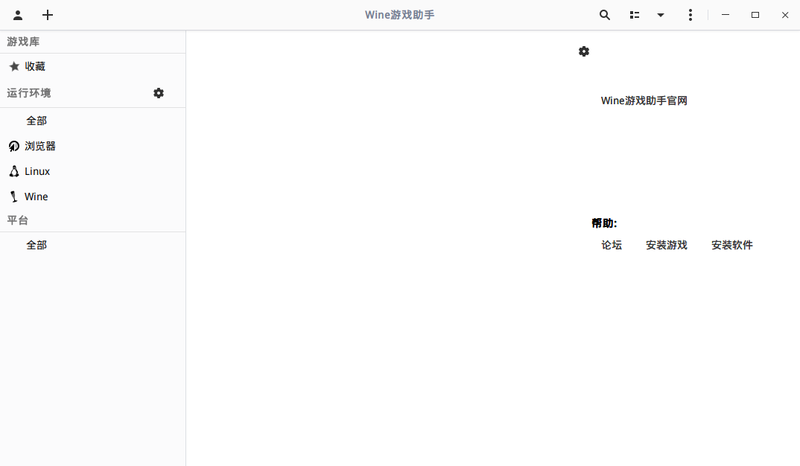 Wine游戏助手
游戏库
收藏
运行环境
全部
浏览器
Linux
Wine
平台
全部
Wine游戏助手官网
帮助:
论坛 安装游戏 安装软件